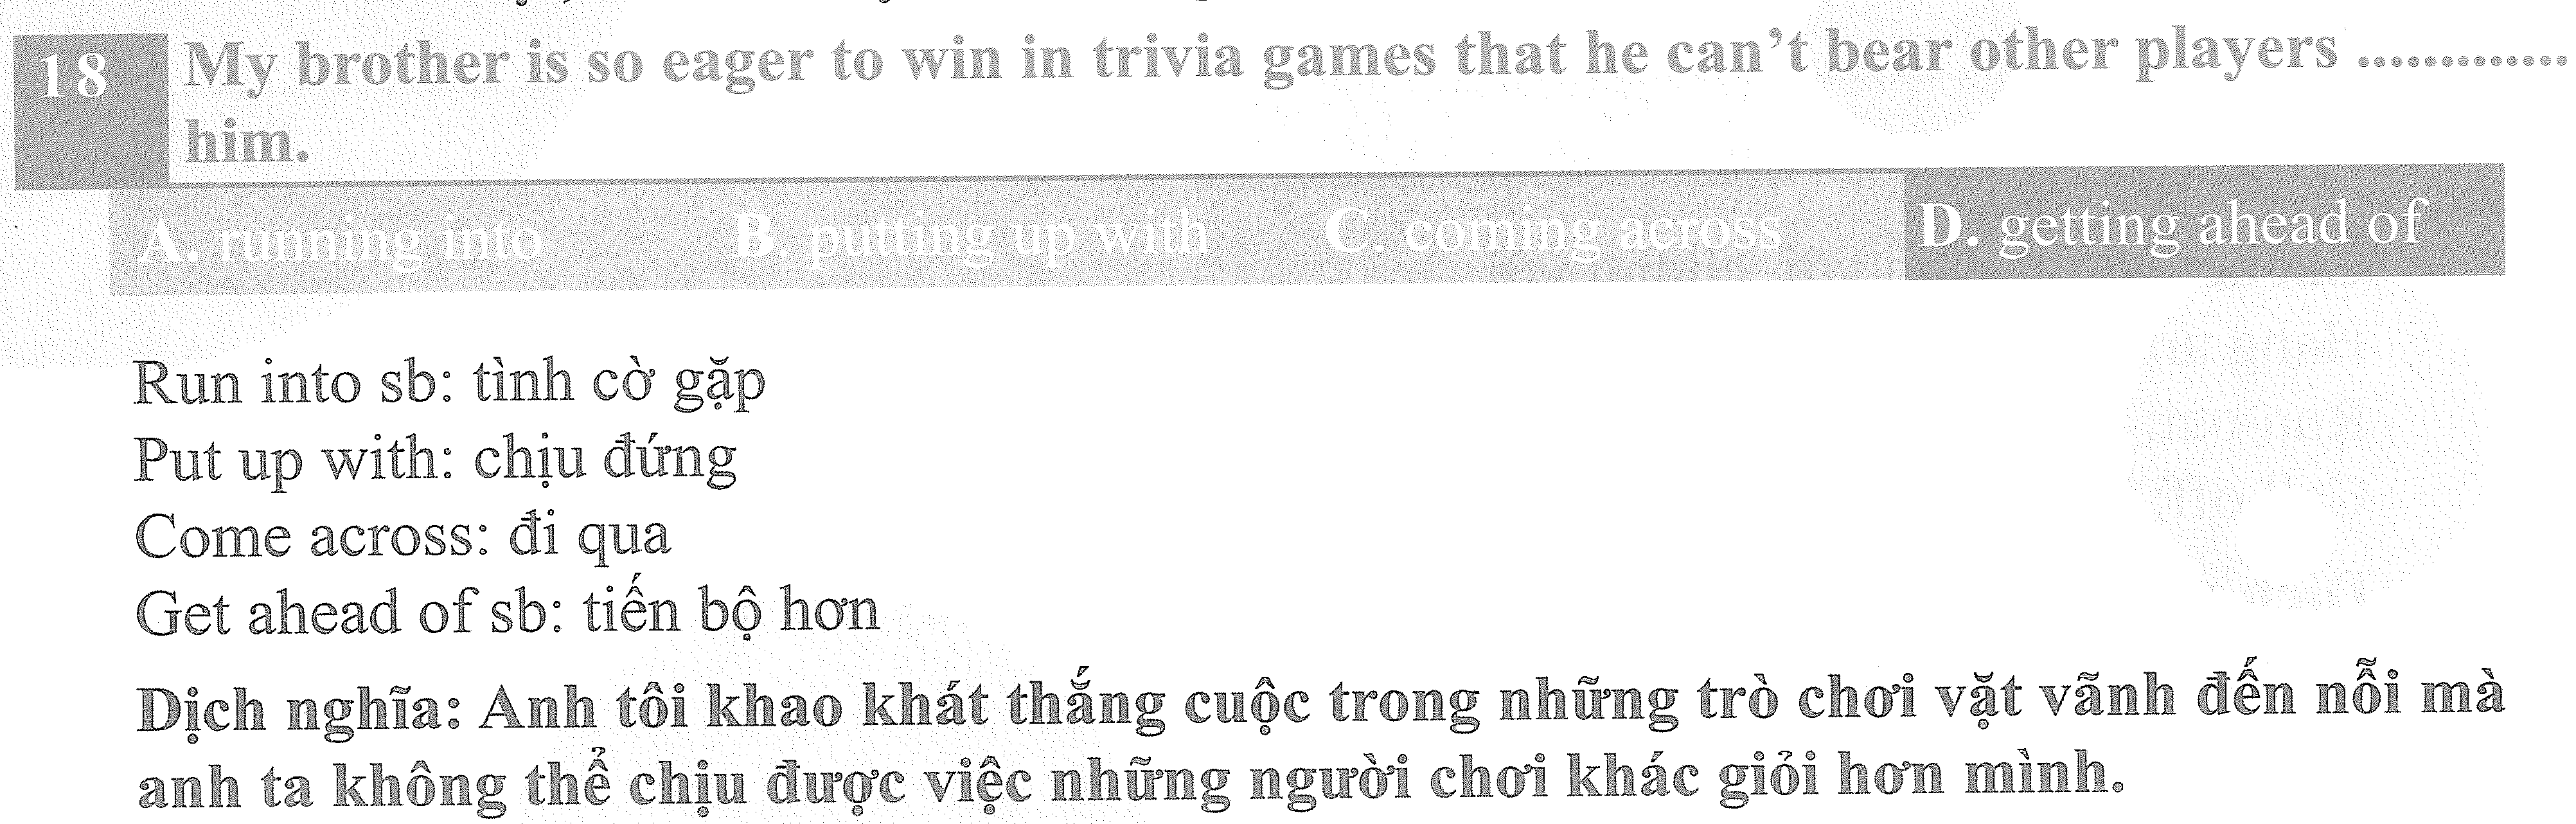 18 My brother is so eager to win in trivia games that he can't bear other players .............
him.
A. running into B. putting up with C. coming across D. getting ahead of
Run into sb: tình cờ gặp
Put up with: chịu đứng
Come across: đi qua
Get ahead of sb: tiến bộ hơn
Dịch nghĩa: Anh tôi khao khát thắng cuộc trong những trò chơi vặt vãnh đến nỗi mà
anh ta không thể chịu được việc những người chơi khác giỏi hơn mình.